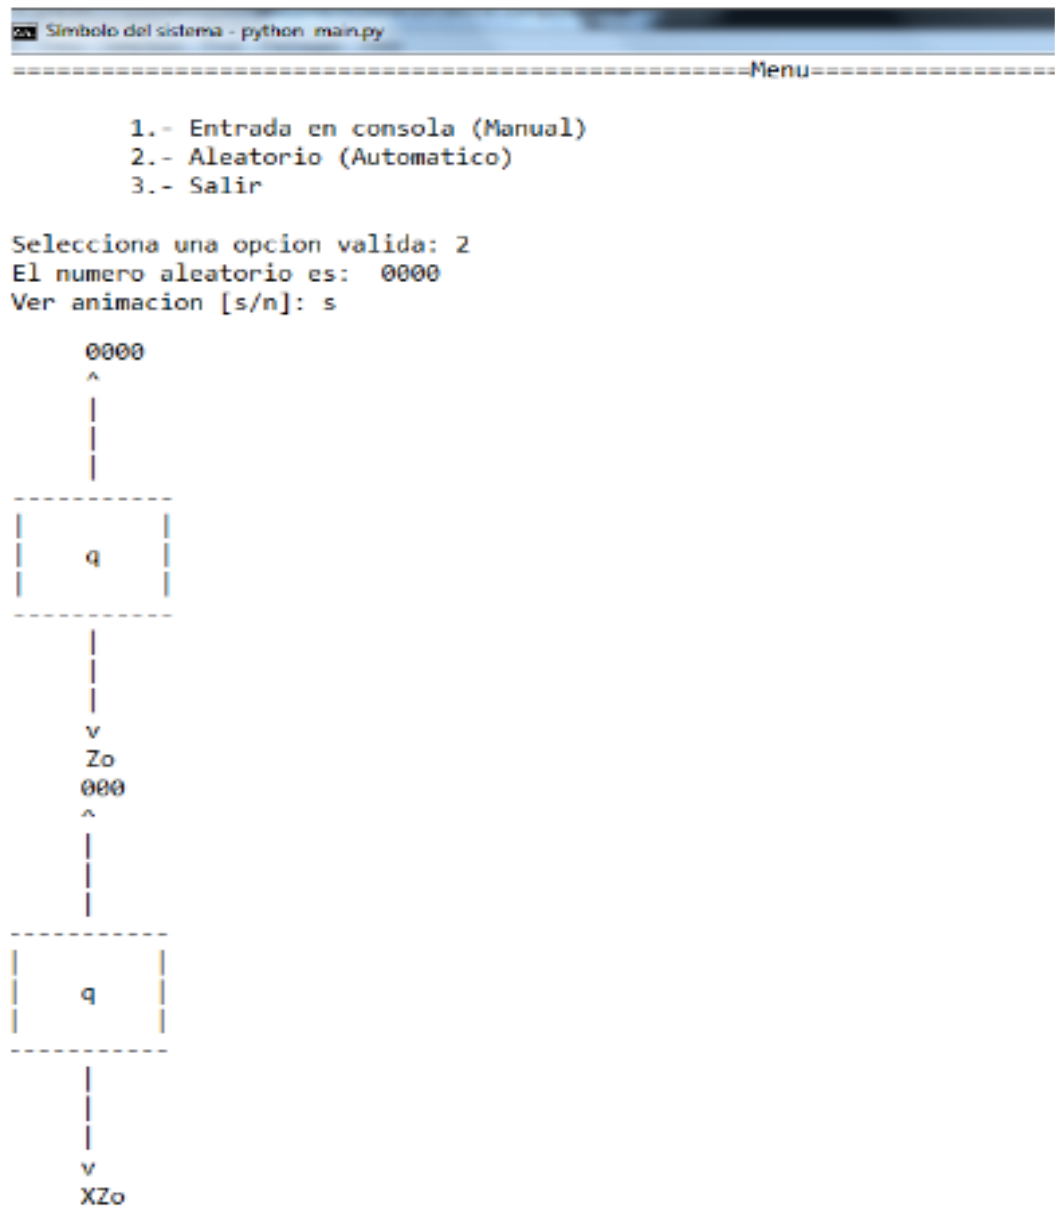 Símbolo del sistema - python main.py
==================================================Menu=================
1.- Entrada en consola (Manual)
2.- Aleatorio (Automatico)
3.- Salir
Selecciona una opcion valida: 2
El numero aleatorio es:  0000
Ver animacion [s/n]: s
0000
^
|
|
|
-----------
|         |
|    q    |
|         |
-----------
|
|
|
v
Zo
000
^
|
|
|
-----------
|         |
|    q    |
|         |
-----------
|
|
|
v
XZo